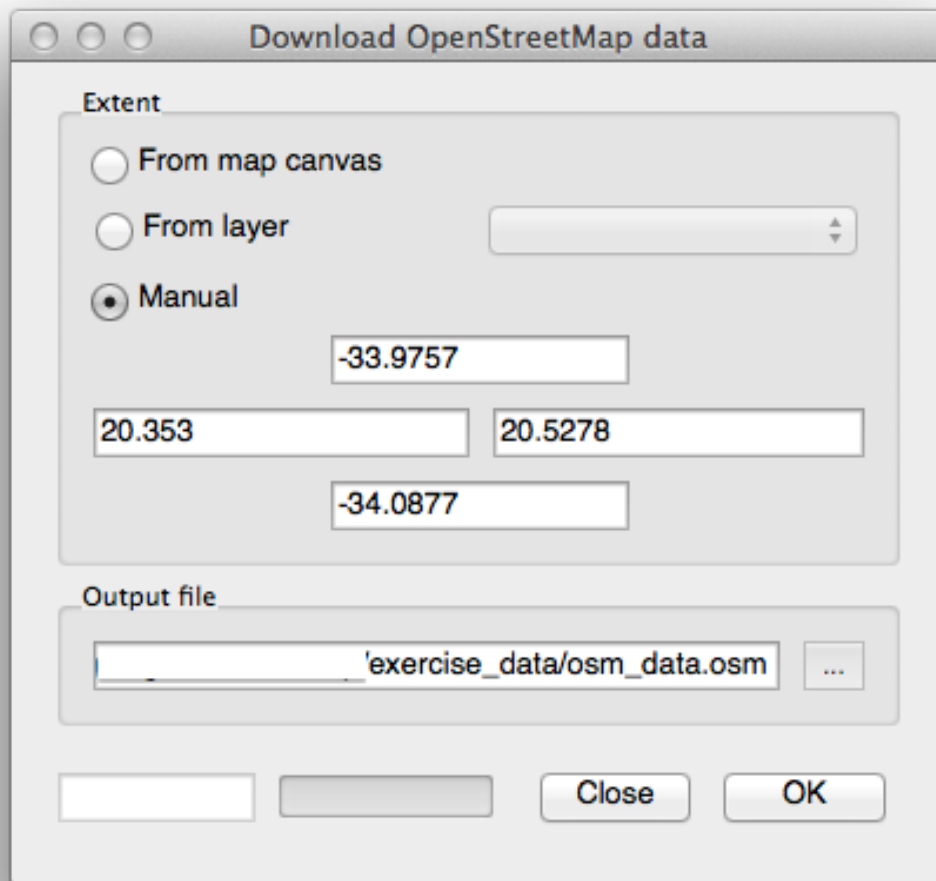 Download OpenStreetMap data
Extent
From map canvas
From layer
Manual
-33.9757
20.353 20.5278
-34.0877
Output file
/exercise_data/osm_data.osm ...
Close OK